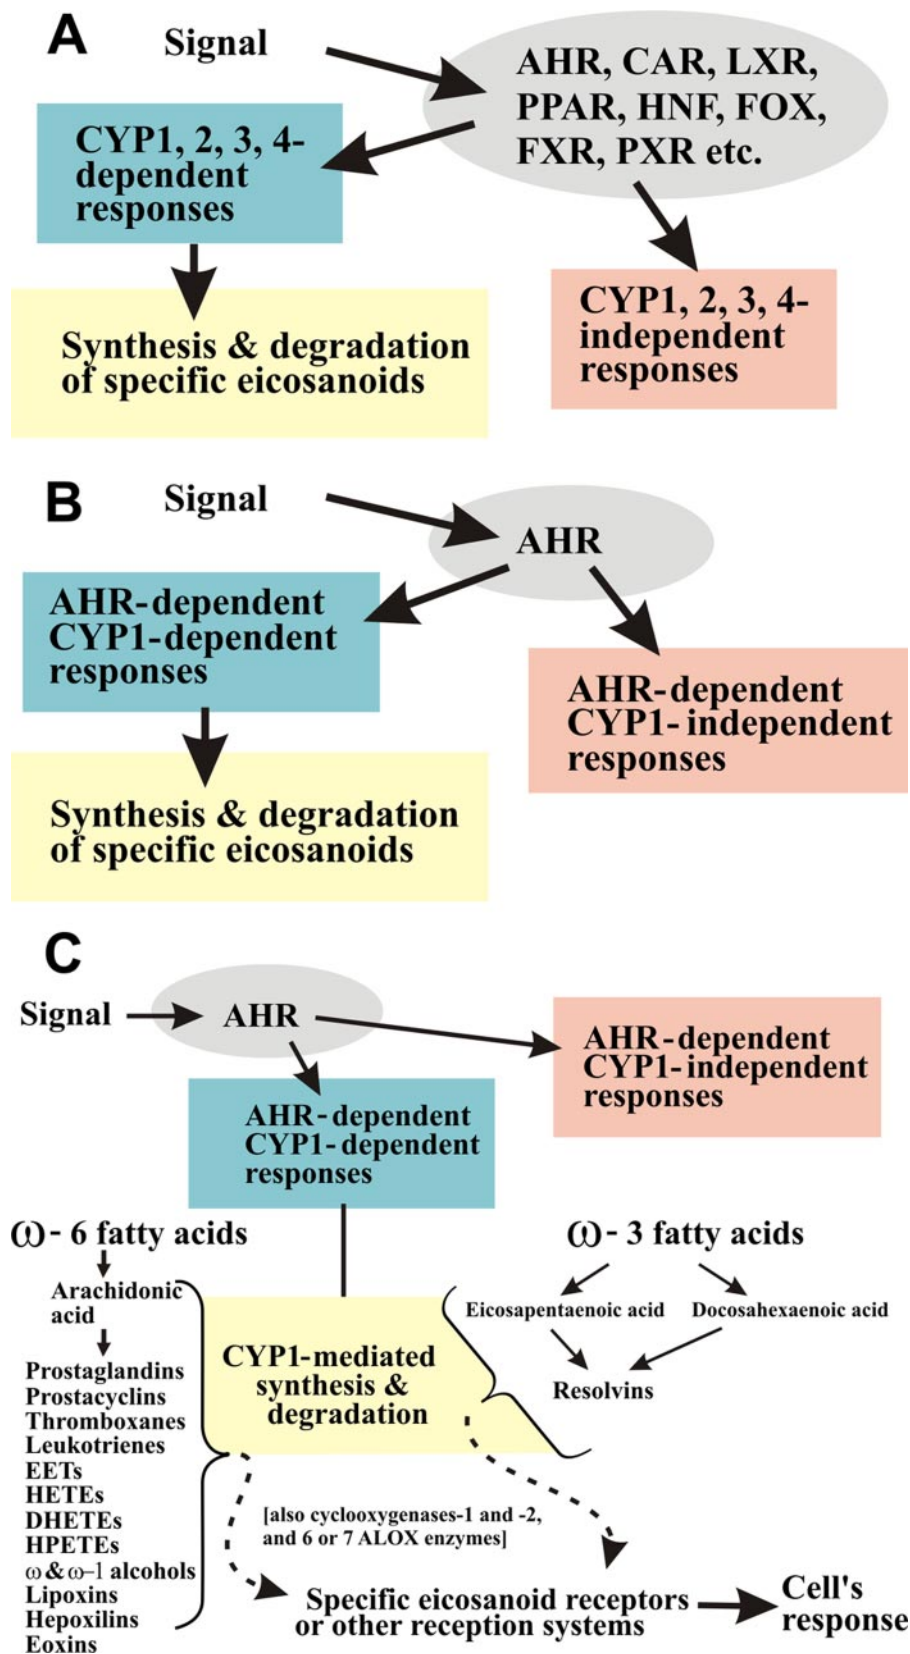 A
Signal
AHR, CAR, LXR,
PPAR, HNF, FOX,
FXR, PXR etc.
CYP1, 2, 3, 4-
dependent
responses
CYP1, 2, 3, 4-
independent
responses
Synthesis & degradation
of specific eicosanoids
B
Signal
AHR
AHR-dependent
CYP1-dependent
responses
AHR-dependent
CYP1- independent
responses
Synthesis & degradation
of specific eicosanoids
C
Signal
AHR
AHR-dependent
CYP1-independent
responses
AHR-dependent
CYP1-dependent
responses
ω- 6 fatty acids
Arachidonic
acid
Prostaglandins
Prostacyclins
Thromboxanes
Leukotrienes
EETs
HETEs
DHETEs
HPETEs
ω & ω–1 alcohols
Lipoxins
Hepoxilins
Eoxins
CYP1-mediated
synthesis &
degradation
ω- 3 fatty acids
Eicosapentaenoic acid
Docosahexaenoic acid
Resolvins
[also cyclooxygenases-1 and -2,
and 6 or 7 ALOX enzymes]
Specific eicosanoid receptors
or other reception systems
Cell's
response